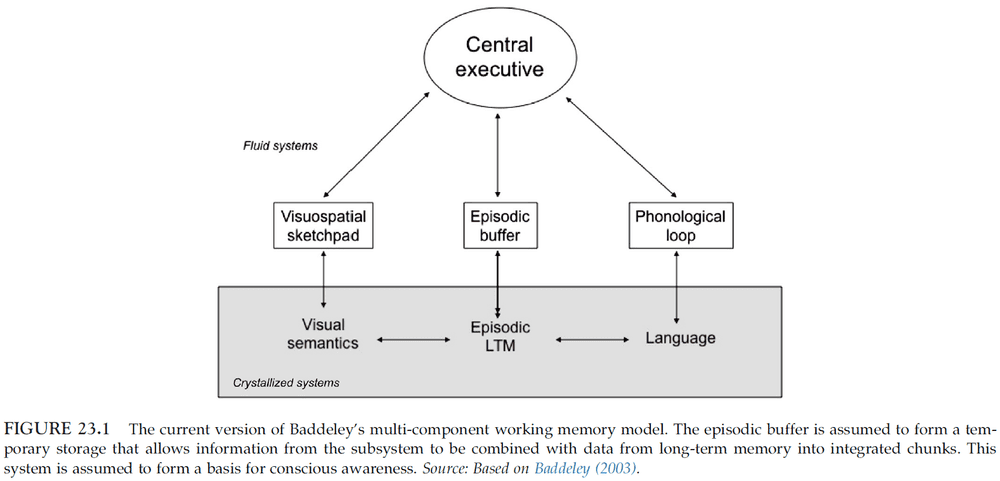 Central
executive
Fluid systems
Visuospatial
sketchpad
Episodic
buffer
Phonological
loop
Visual
semantics
Episodic
LTM
Language
Crystallized systems
FIGURE 23.1 The current version of Baddeley's multi-component working memory model. The episodic buffer is assumed to form a tem-
porary storage that allows information from the subsystem to be combined with data from long-term memory into integrated chunks. This
system is assumed to form a basis for conscious awareness. Source: Based on Baddeley (2003).